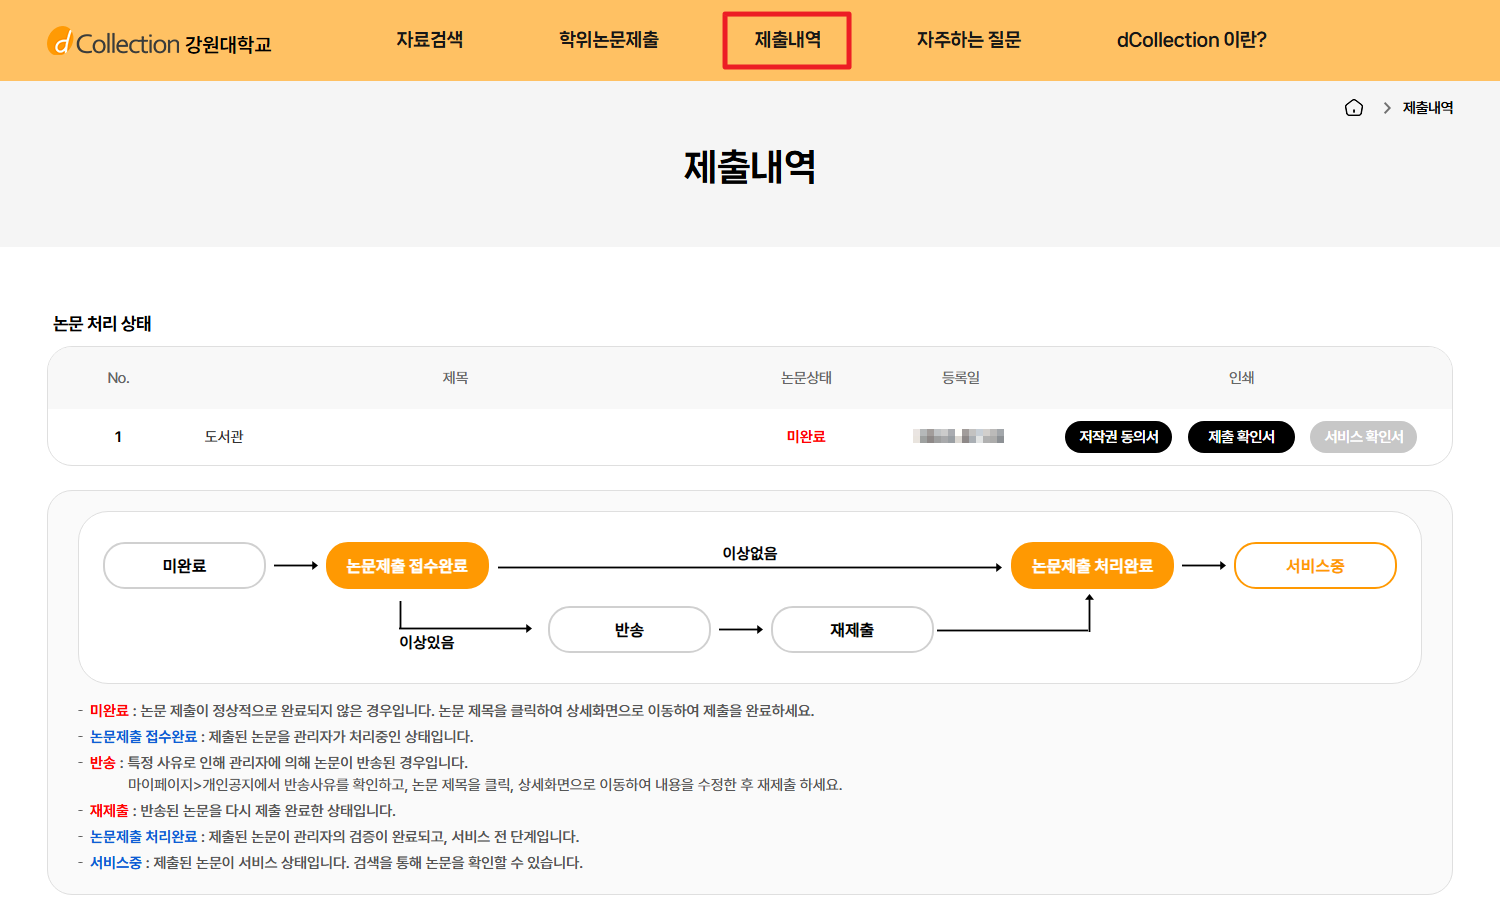 dCollection 강원대학교
자료검색
학위논문제출
제출내역
자주하는 질문
dCollection 이란?
제출내역
제출내역
논문 처리 상태
No. 제목 논문상태 등록일 인쇄
1 도서관 미완료 저작권 동의서 제출 확인서 서비스 확인서
이상없음
미완료 논문제출 접수완료 논문제출 처리완료 서비스중
반송 재제출
이상있음
- 미완료 : 논문 제출이 정상적으로 완료되지 않은 경우입니다. 논문 제목을 클릭하여 상세화면으로 이동하여 제출을 완료하세요.
- 논문제출 접수완료 : 제출된 논문을 관리자가 처리중인 상태입니다.
- 반송 : 특정 사유로 인해 관리자에 의해 논문이 반송된 경우입니다.
마이페이지>개인공지에서 반송사유를 확인하고, 논문 제목을 클릭, 상세화면으로 이동하여 내용을 수정한 후 재제출 하세요.
- 재제출 : 반송된 논문을 다시 제출 완료한 상태입니다.
- 논문제출 처리완료 : 제출된 논문이 관리자의 검증이 완료되고, 서비스 전 단계입니다.
- 서비스중 : 제출된 논문이 서비스 상태입니다. 검색을 통해 논문을 확인할 수 있습니다.